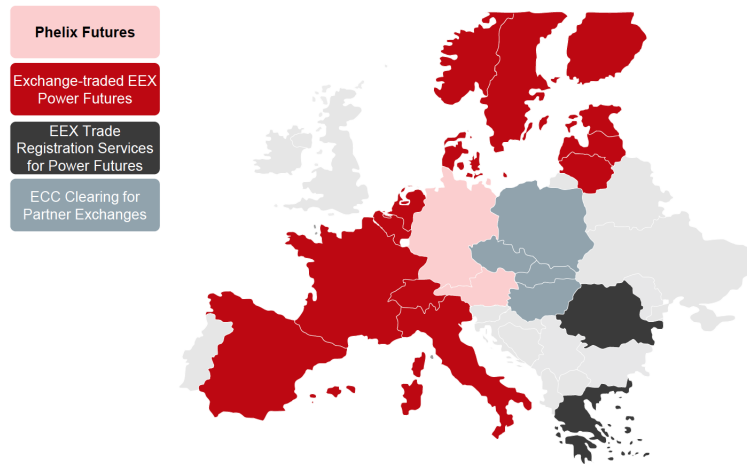 Phelix Futures
Exchange-traded EEX
Power Futures
EEX Trade
Registration Services
for Power Futures
ECC Clearing for
Partner Exchanges